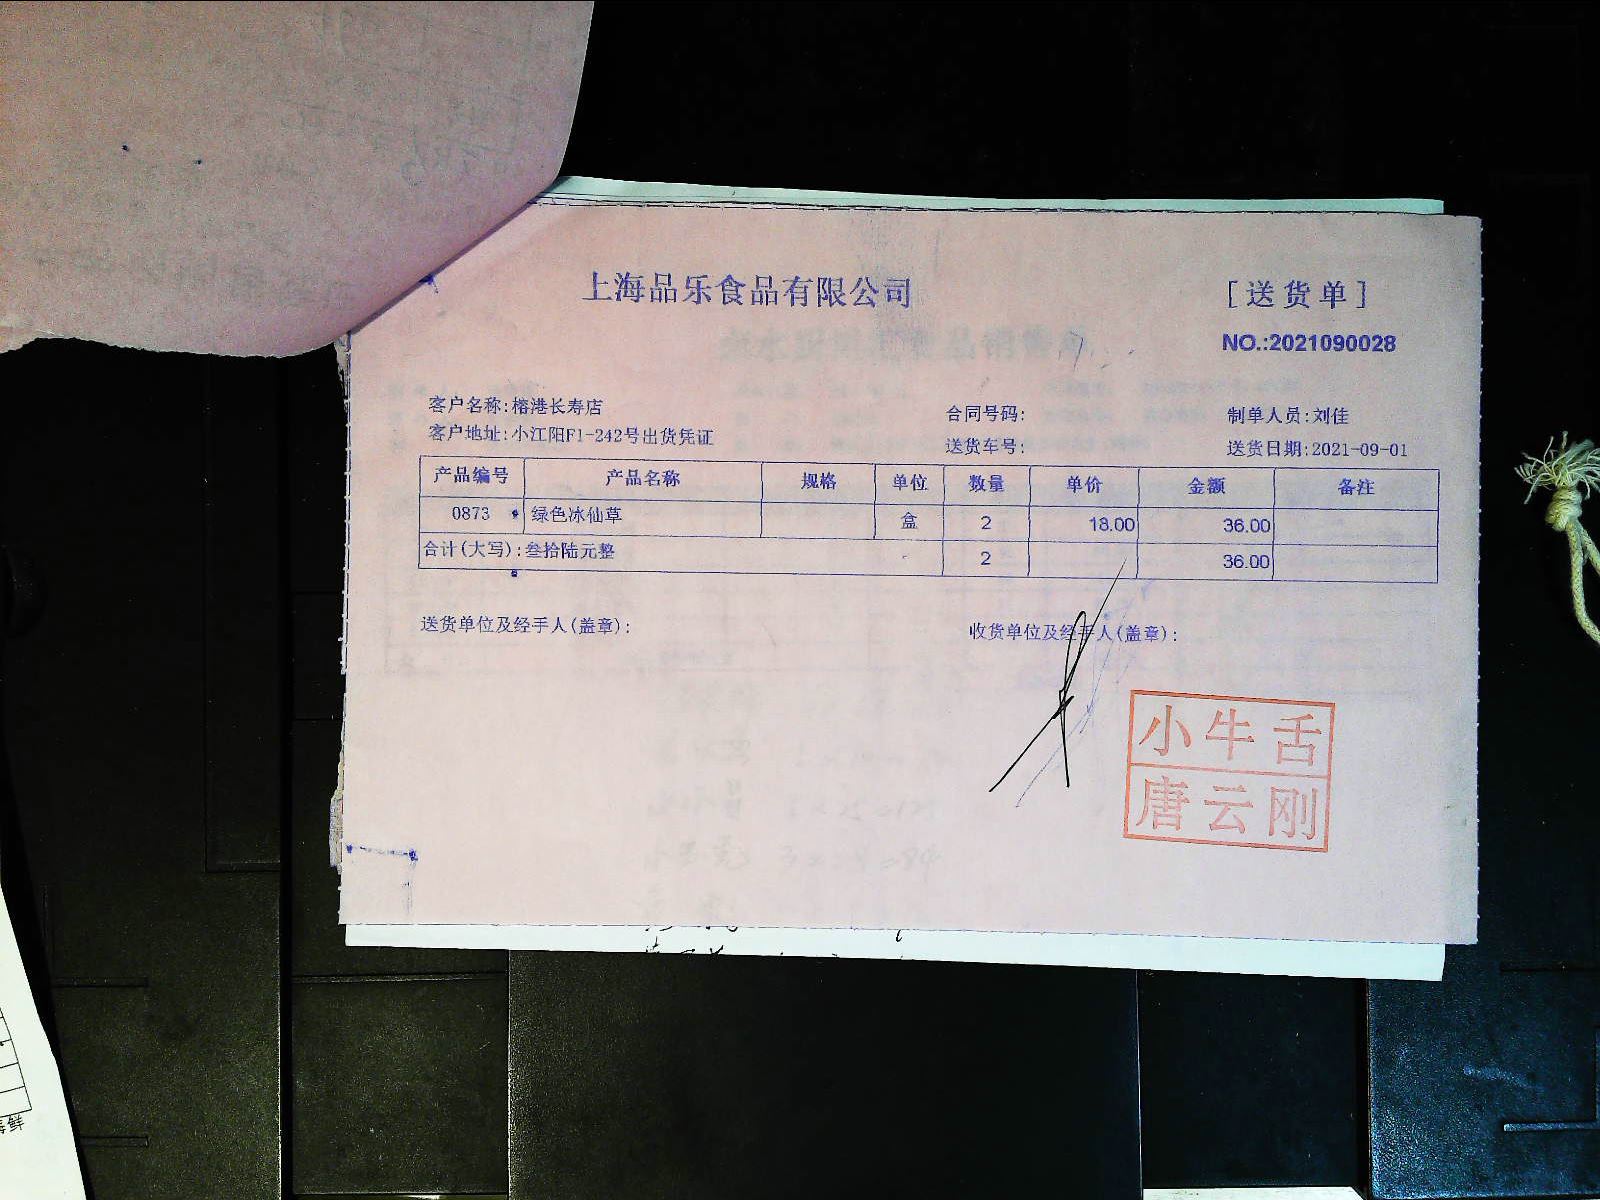 上海品乐食品有限公司
[送货单]
NO.:2021090028
客户名称:榕港长寿店 合同号码: 制单人员:刘佳
客户地址:小江阳F1-242号出货凭证 送货车号: 送货日期:2021-09-01
产品编号 产品名称 规格 单位 数量 单价 金额 备注
0873 绿色冰仙草 盒 2 18.00 36.00
合计(大写):叁拾陆元整 2 36.00
送货单位及经手人(盖章): 收货单位及经手人(盖章):
小牛舌
唐云刚